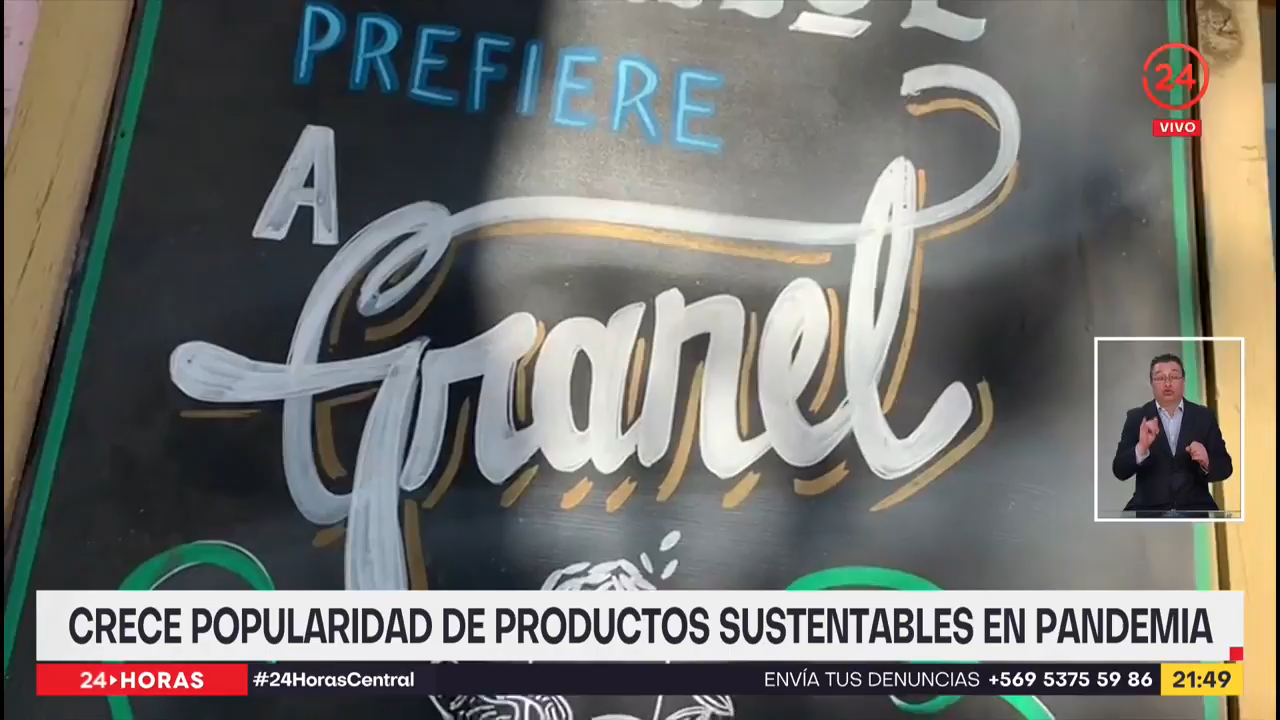 PREFIERE
A
Granel
24
VIVO
CRECE POPULARIDAD DE PRODUCTOS SUSTENTABLES EN PANDEMIA
24 HORAS #24HorasCentral ENVÍA TUS DENUNCIAS +569 5375 59 86 21:49